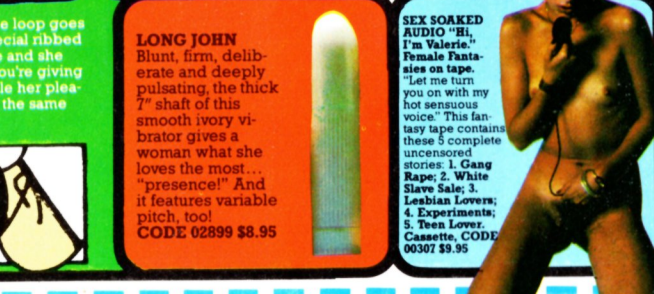 e loop goes
ecial ribbed
e and she
ou're giving
le her plea-
the same
LONG JOHN
Blunt, firm, delib-
erate and deeply
pulsating, the thick
7" shaft of this
smooth ivory vi-
brator gives a
woman what she
loves the most...
"presence!" And
it features variable
pitch, too!
CODE 02899 $8.95
SEX SOAKED
AUDIO "Hi,
I'm Valerie."
Female Fanta-
sies on tape.
"Let me turn
you on with my
hot sensuous
voice." This fan-
tasy tape contains
these 5 complete
uncensored
stories: 1. Gang
Rape; 2. White
Slave Sale; 3.
Lesbian Lovers;
4. Experiments;
5. Teen Lover.
Cassette, CODE
00307 $9.95